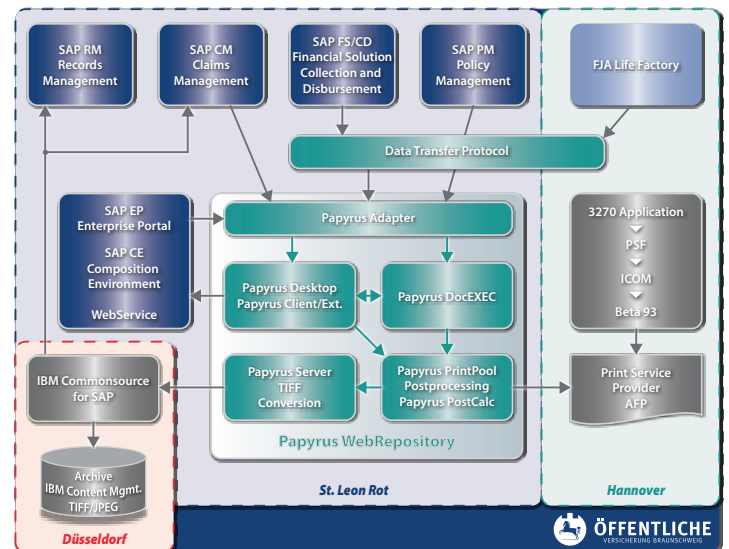 SAP RM
Records
Management
SAP CM
Claims
Management
SAP FS/CD
Financial Solution
Collection and
Disbursement
SAP PM
Policy
Management
FJA Life Factory
Data Transfer Protocol
SAP EP
Enterprise Portal
SAP CE
Composition
Environment
WebService
Papyrus Adapter
Papyrus Desktop
Papyrus Client/Ext.
Papyrus DocEXEC
3270 Application
PSF
ICOM
Beta 93
IBM Commonsource
for SAP
Papyrus Server
TIFF
Conversion
Papyrus PrintPool
Postprocessing
Papyrus PostCalc
Print Service
Provider
AFP
Papyrus WebRepository
Archive
IBM Content Mgmt.
TIFF/JPEG
Düsseldorf
St. Leon Rot
Hannover
ÖFFENTLICHE
VERSICHERUNG BRAUNSCHWEIG